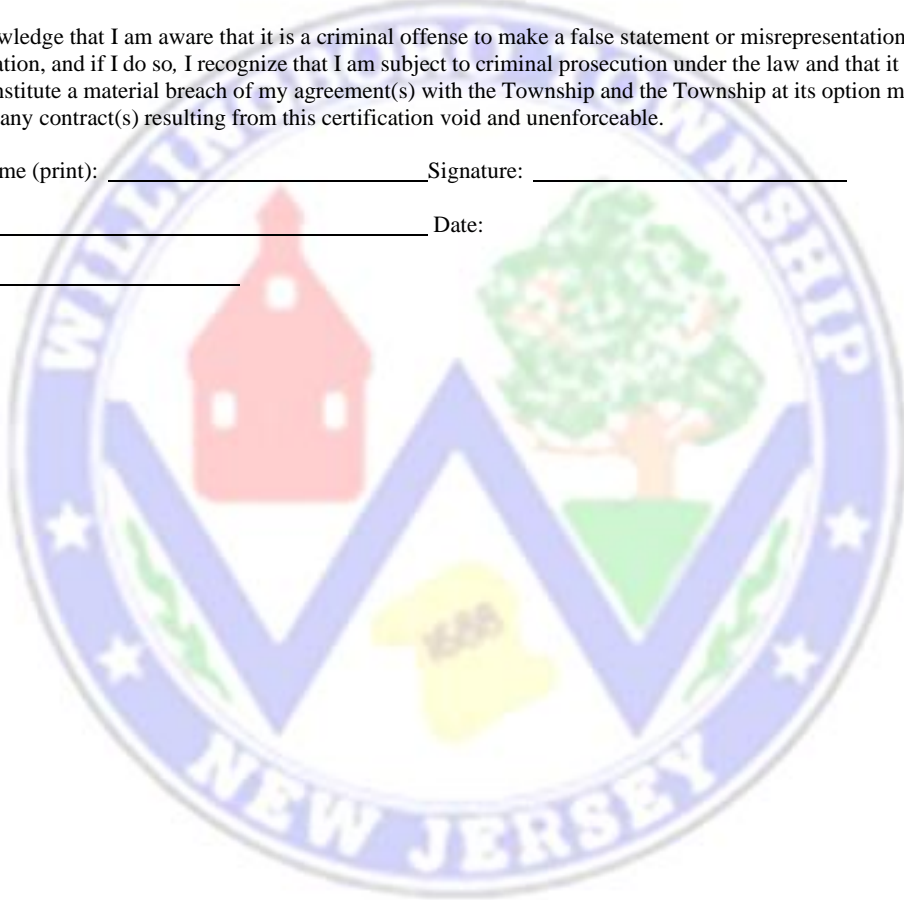 wledge that I am aware that it is a criminal offense to make a false statement or misrepresentation
ation, and if I do so, I recognize that I am subject to criminal prosecution under the law and that it
nstitute a material breach of my agreement(s) with the Township and the Township at its option m
any contract(s) resulting from this certification void and unenforceable.
me (print): Signature:
Date:
WILLINGBORO TOWNSHIP
1688
NEW JERSEY